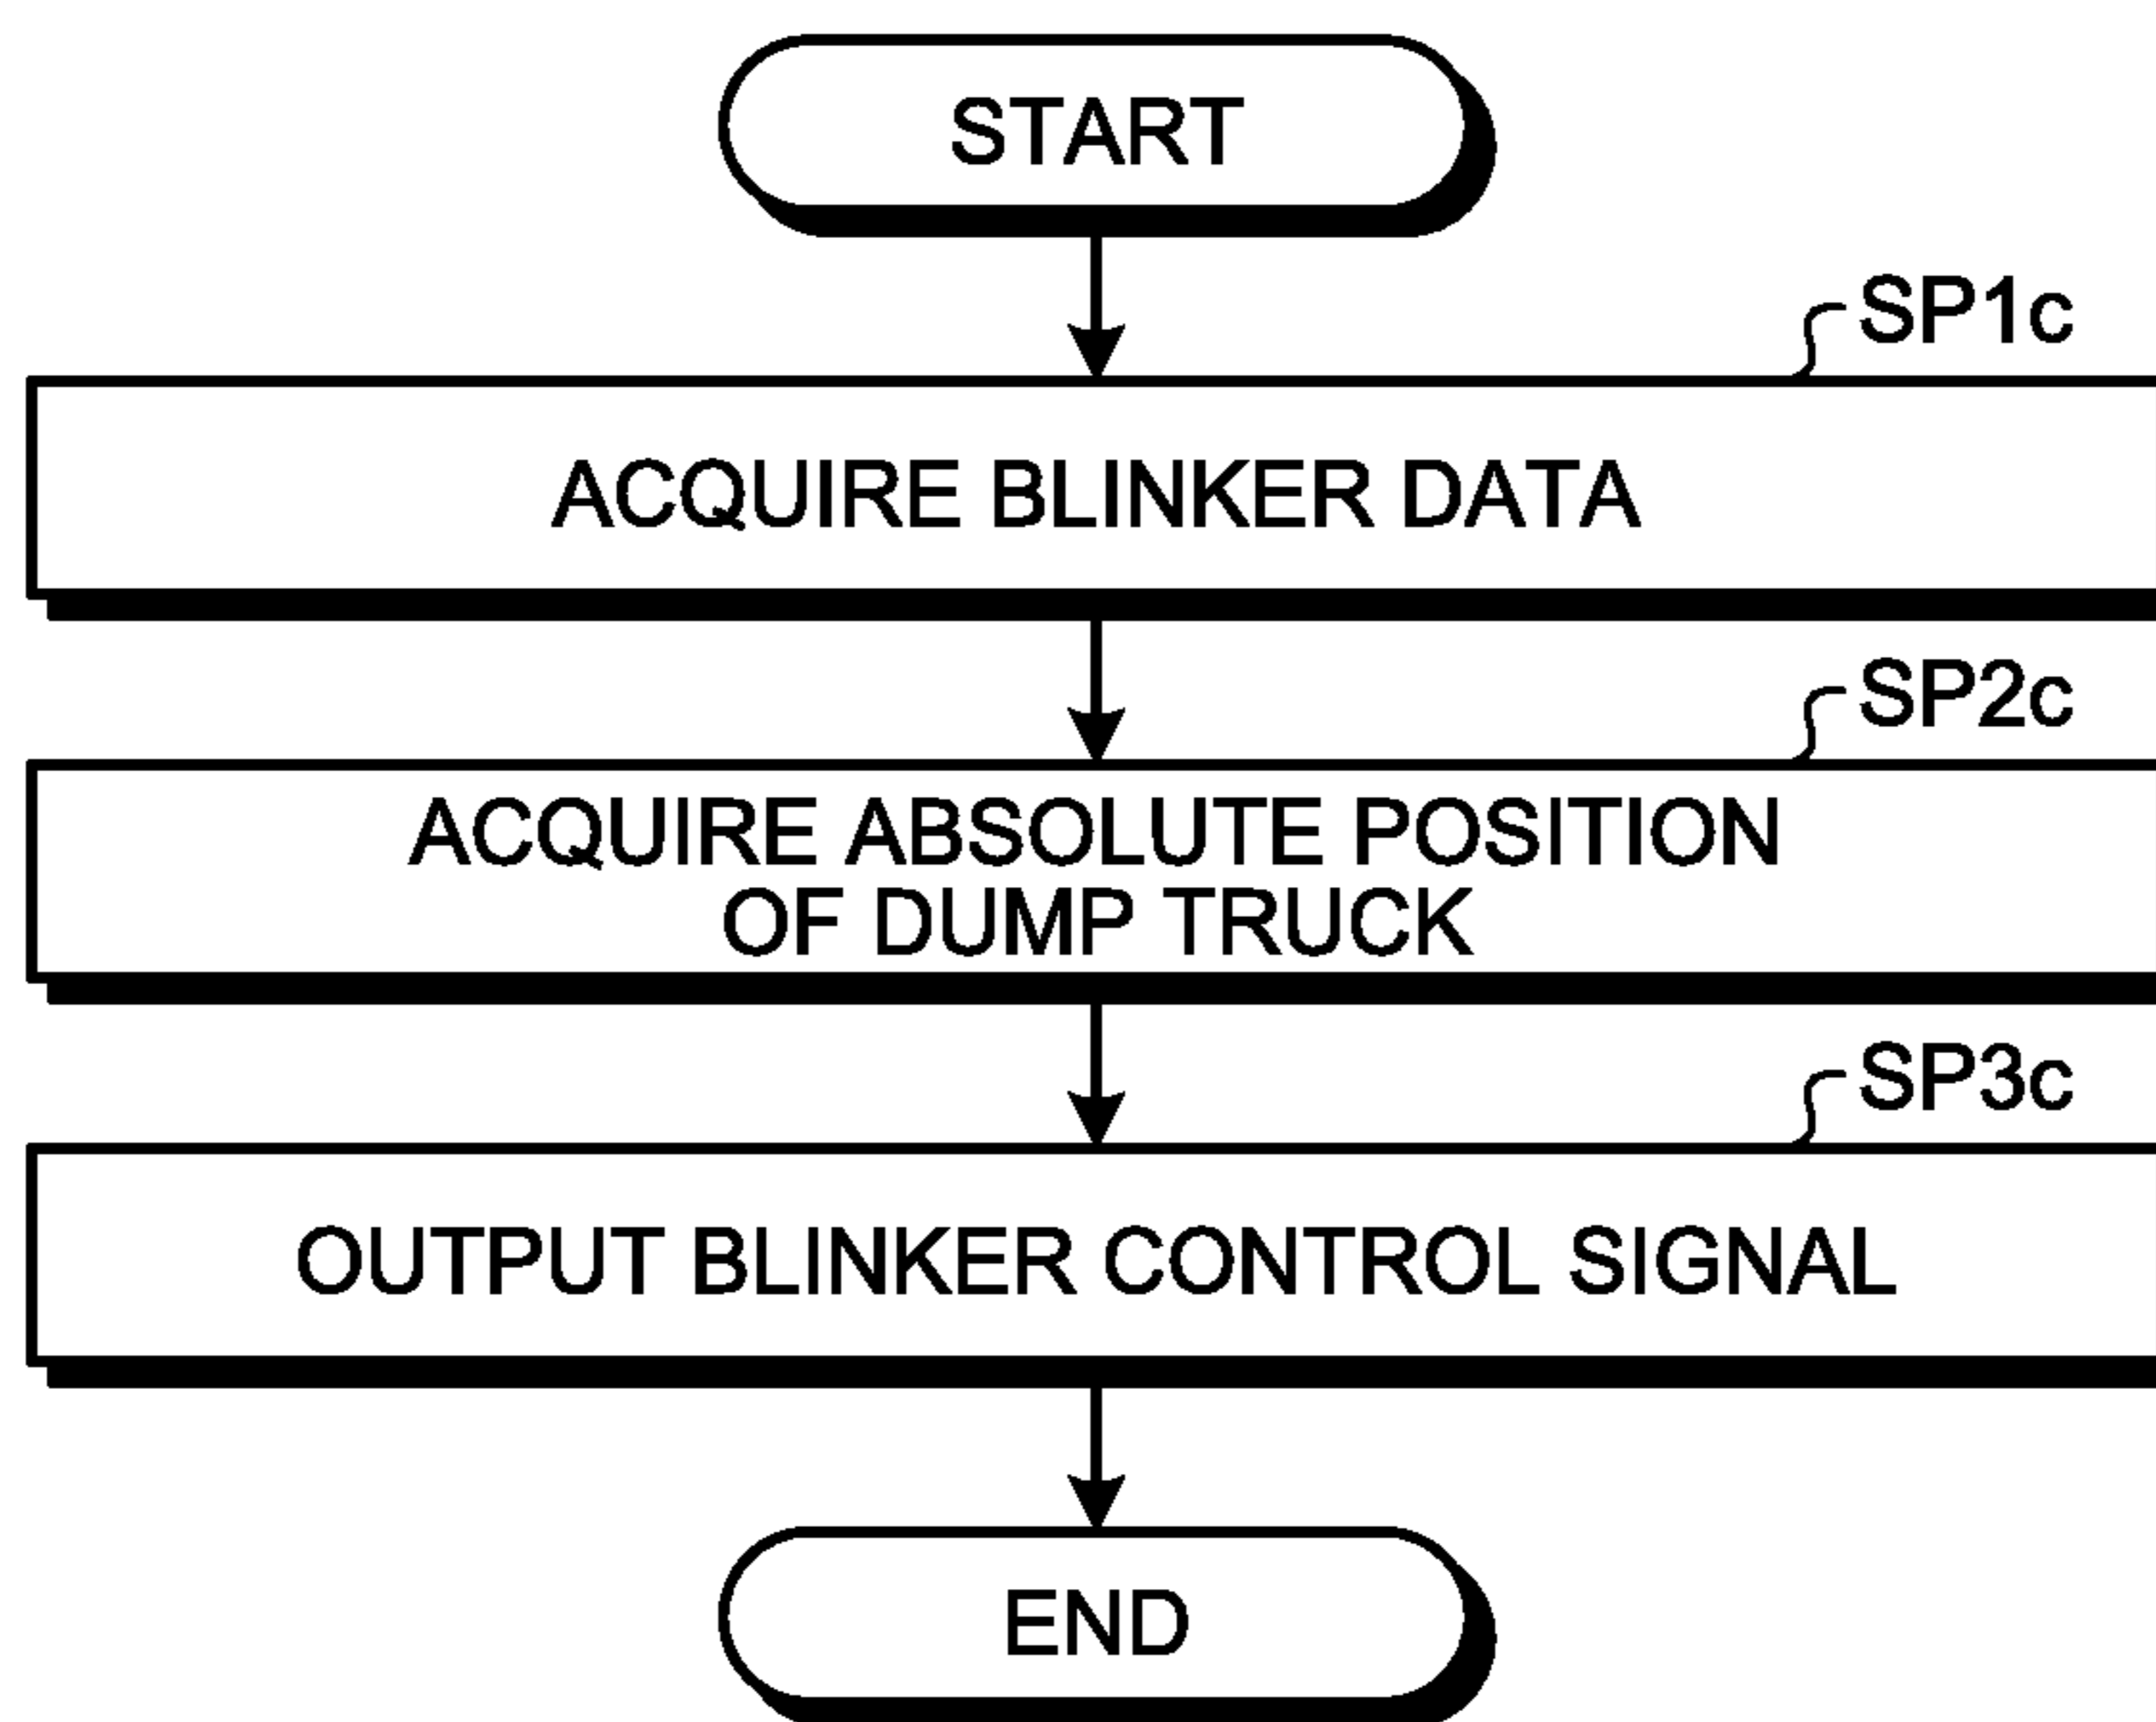 START
SP1c
ACQUIRE BLINKER DATA
SP2c
ACQUIRE ABSOLUTE POSITION
OF DUMP TRUCK
SP3c
OUTPUT BLINKER CONTROL SIGNAL
END